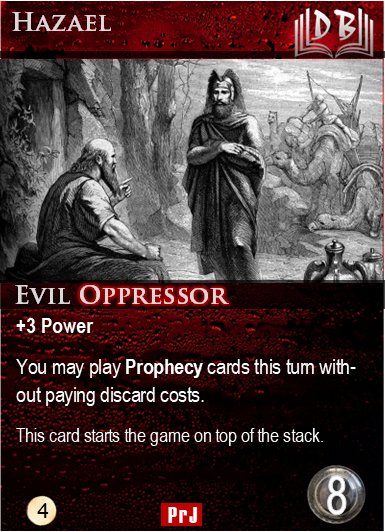 HAZAEL
DB
EVIL OPPRESSOR
+3 Power
You may play Prophecy cards this turn with-
out paying discard costs.
This card starts the game on top of the stack.
4
PrJ
8